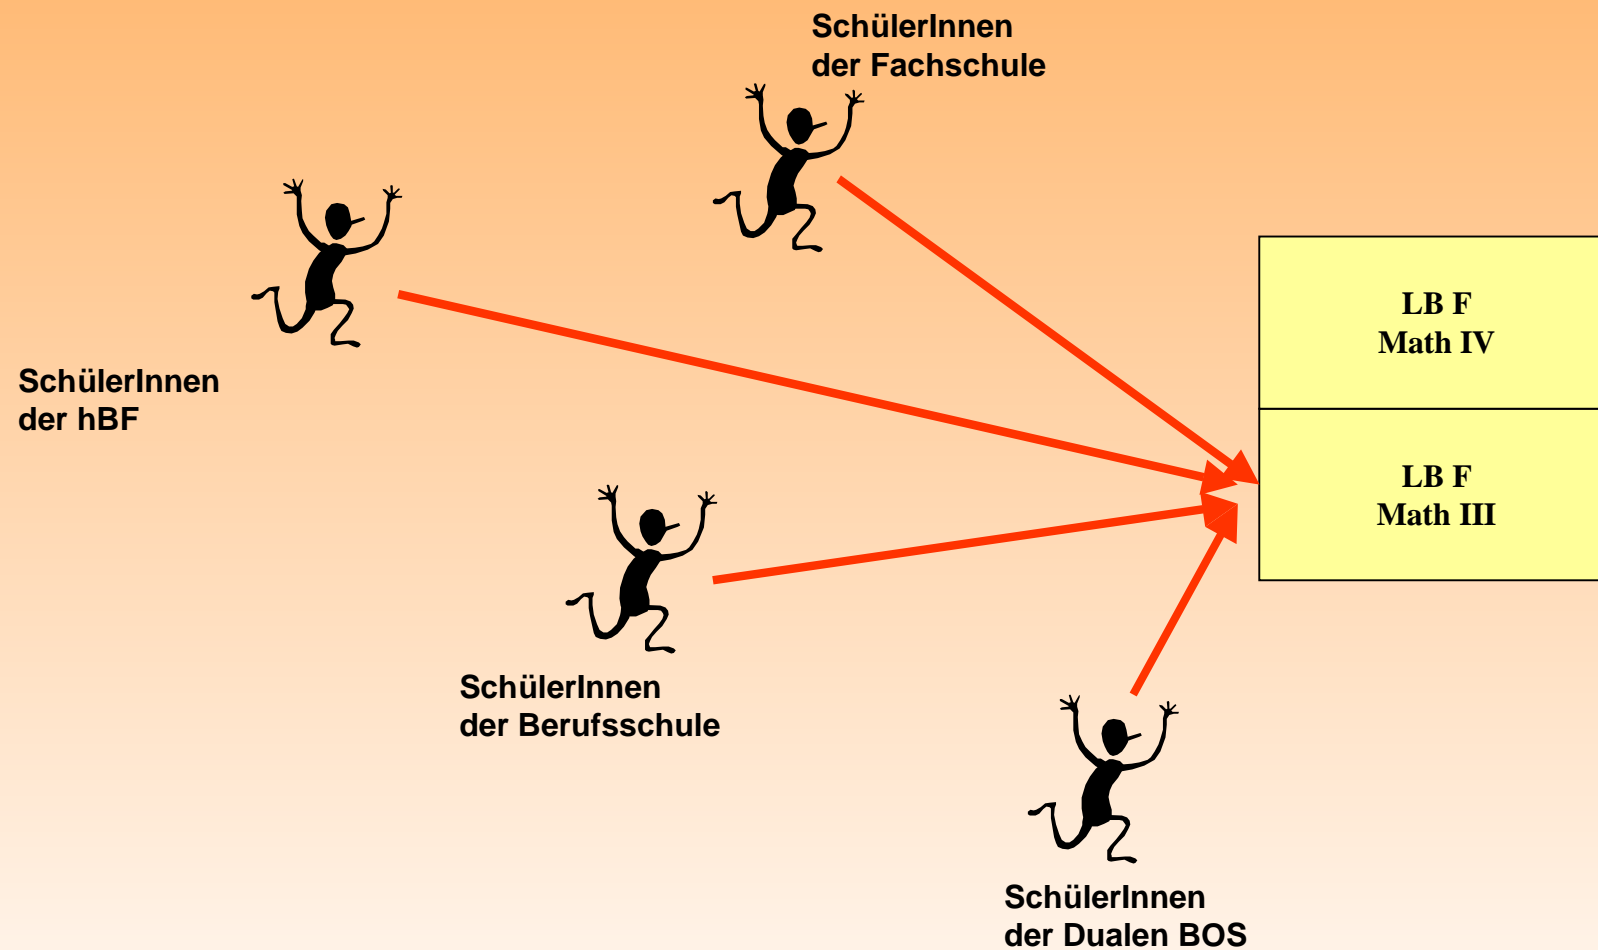 SchülerInnen
der Fachschule
LB F
Math IV
SchülerInnen
der hBF
LB F
Math III
SchülerInnen
der Berufsschule
SchülerInnen
der Dualen BOS